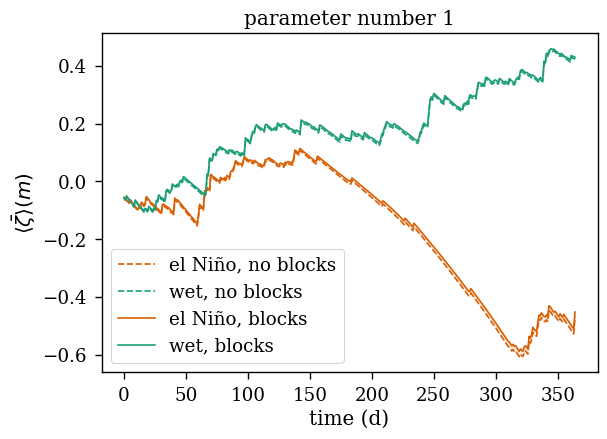 parameter number 1
0.4
0.2
0.0
−0.2
−0.4
−0.6
⟨ζ̄⟩(m)
el Niño, no blocks
wet, no blocks
el Niño, blocks
wet, blocks
0 50 100 150 200 250 300 350
time (d)